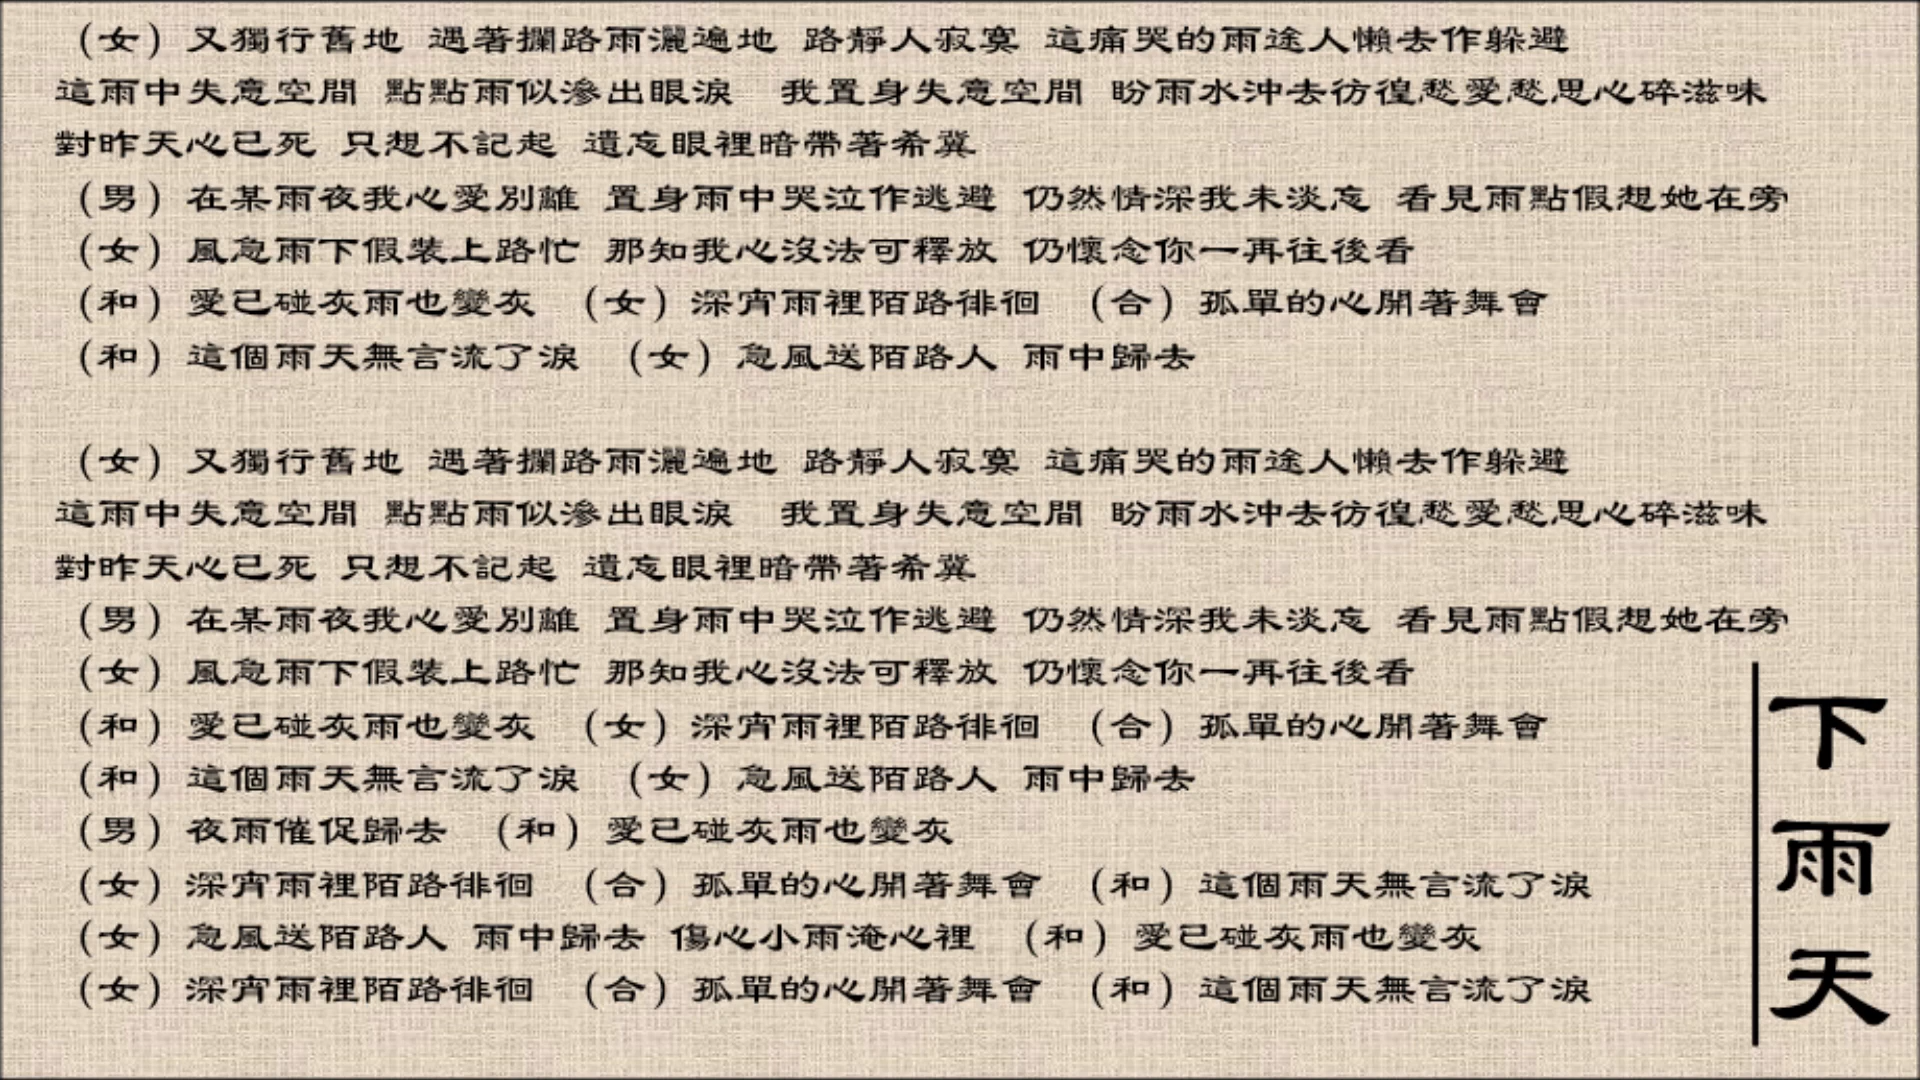 （女）又獨行舊地 遇著攔路雨灑遍地 路靜人寂寞 這痛哭的雨途人懶去作躲避
這雨中失意空間 點點雨似滲出眼淚 我置身失意空間 盼雨水沖去彷徨愁愛愁思心碎滋味
對昨天心已死 只想不記起 遺忘眼裡暗帶著希冀
（男）在某雨夜我心愛別離 置身雨中哭泣作逃避 仍然情深我未淡忘 看見雨點假想她在旁
（女）風急雨下假裝上路忙 那知我心沒法可釋放 仍懷念你一再往後看
（和）愛已碰灰雨也變灰 （女）深宵雨裡陌路徘徊 （合）孤單的心開著舞會
（和）這個雨天無言流了淚 （女）急風送陌路人 雨中歸去
（女）又獨行舊地 遇著攔路雨灑遍地 路靜人寂寞 這痛哭的雨途人懶去作躲避
這雨中失意空間 點點雨似滲出眼淚 我置身失意空間 盼雨水沖去彷徨愁愛愁思心碎滋味
對昨天心已死 只想不記起 遺忘眼裡暗帶著希冀
（男）在某雨夜我心愛別離 置身雨中哭泣作逃避 仍然情深我未淡忘 看見雨點假想她在旁
（女）風急雨下假裝上路忙 那知我心沒法可釋放 仍懷念你一再往後看
（和）愛已碰灰雨也變灰 （女）深宵雨裡陌路徘徊 （合）孤單的心開著舞會
（和）這個雨天無言流了淚 （女）急風送陌路人 雨中歸去
（男）夜雨催促歸去 （和）愛已碰灰雨也變灰
（女）深宵雨裡陌路徘徊 （合）孤單的心開著舞會 （和）這個雨天無言流了淚
（女）急風送陌路人 雨中歸去 傷心小雨淹心裡 （和）愛已碰灰雨也變灰
（女）深宵雨裡陌路徘徊 （合）孤單的心開著舞會 （和）這個雨天無言流了淚
下雨天